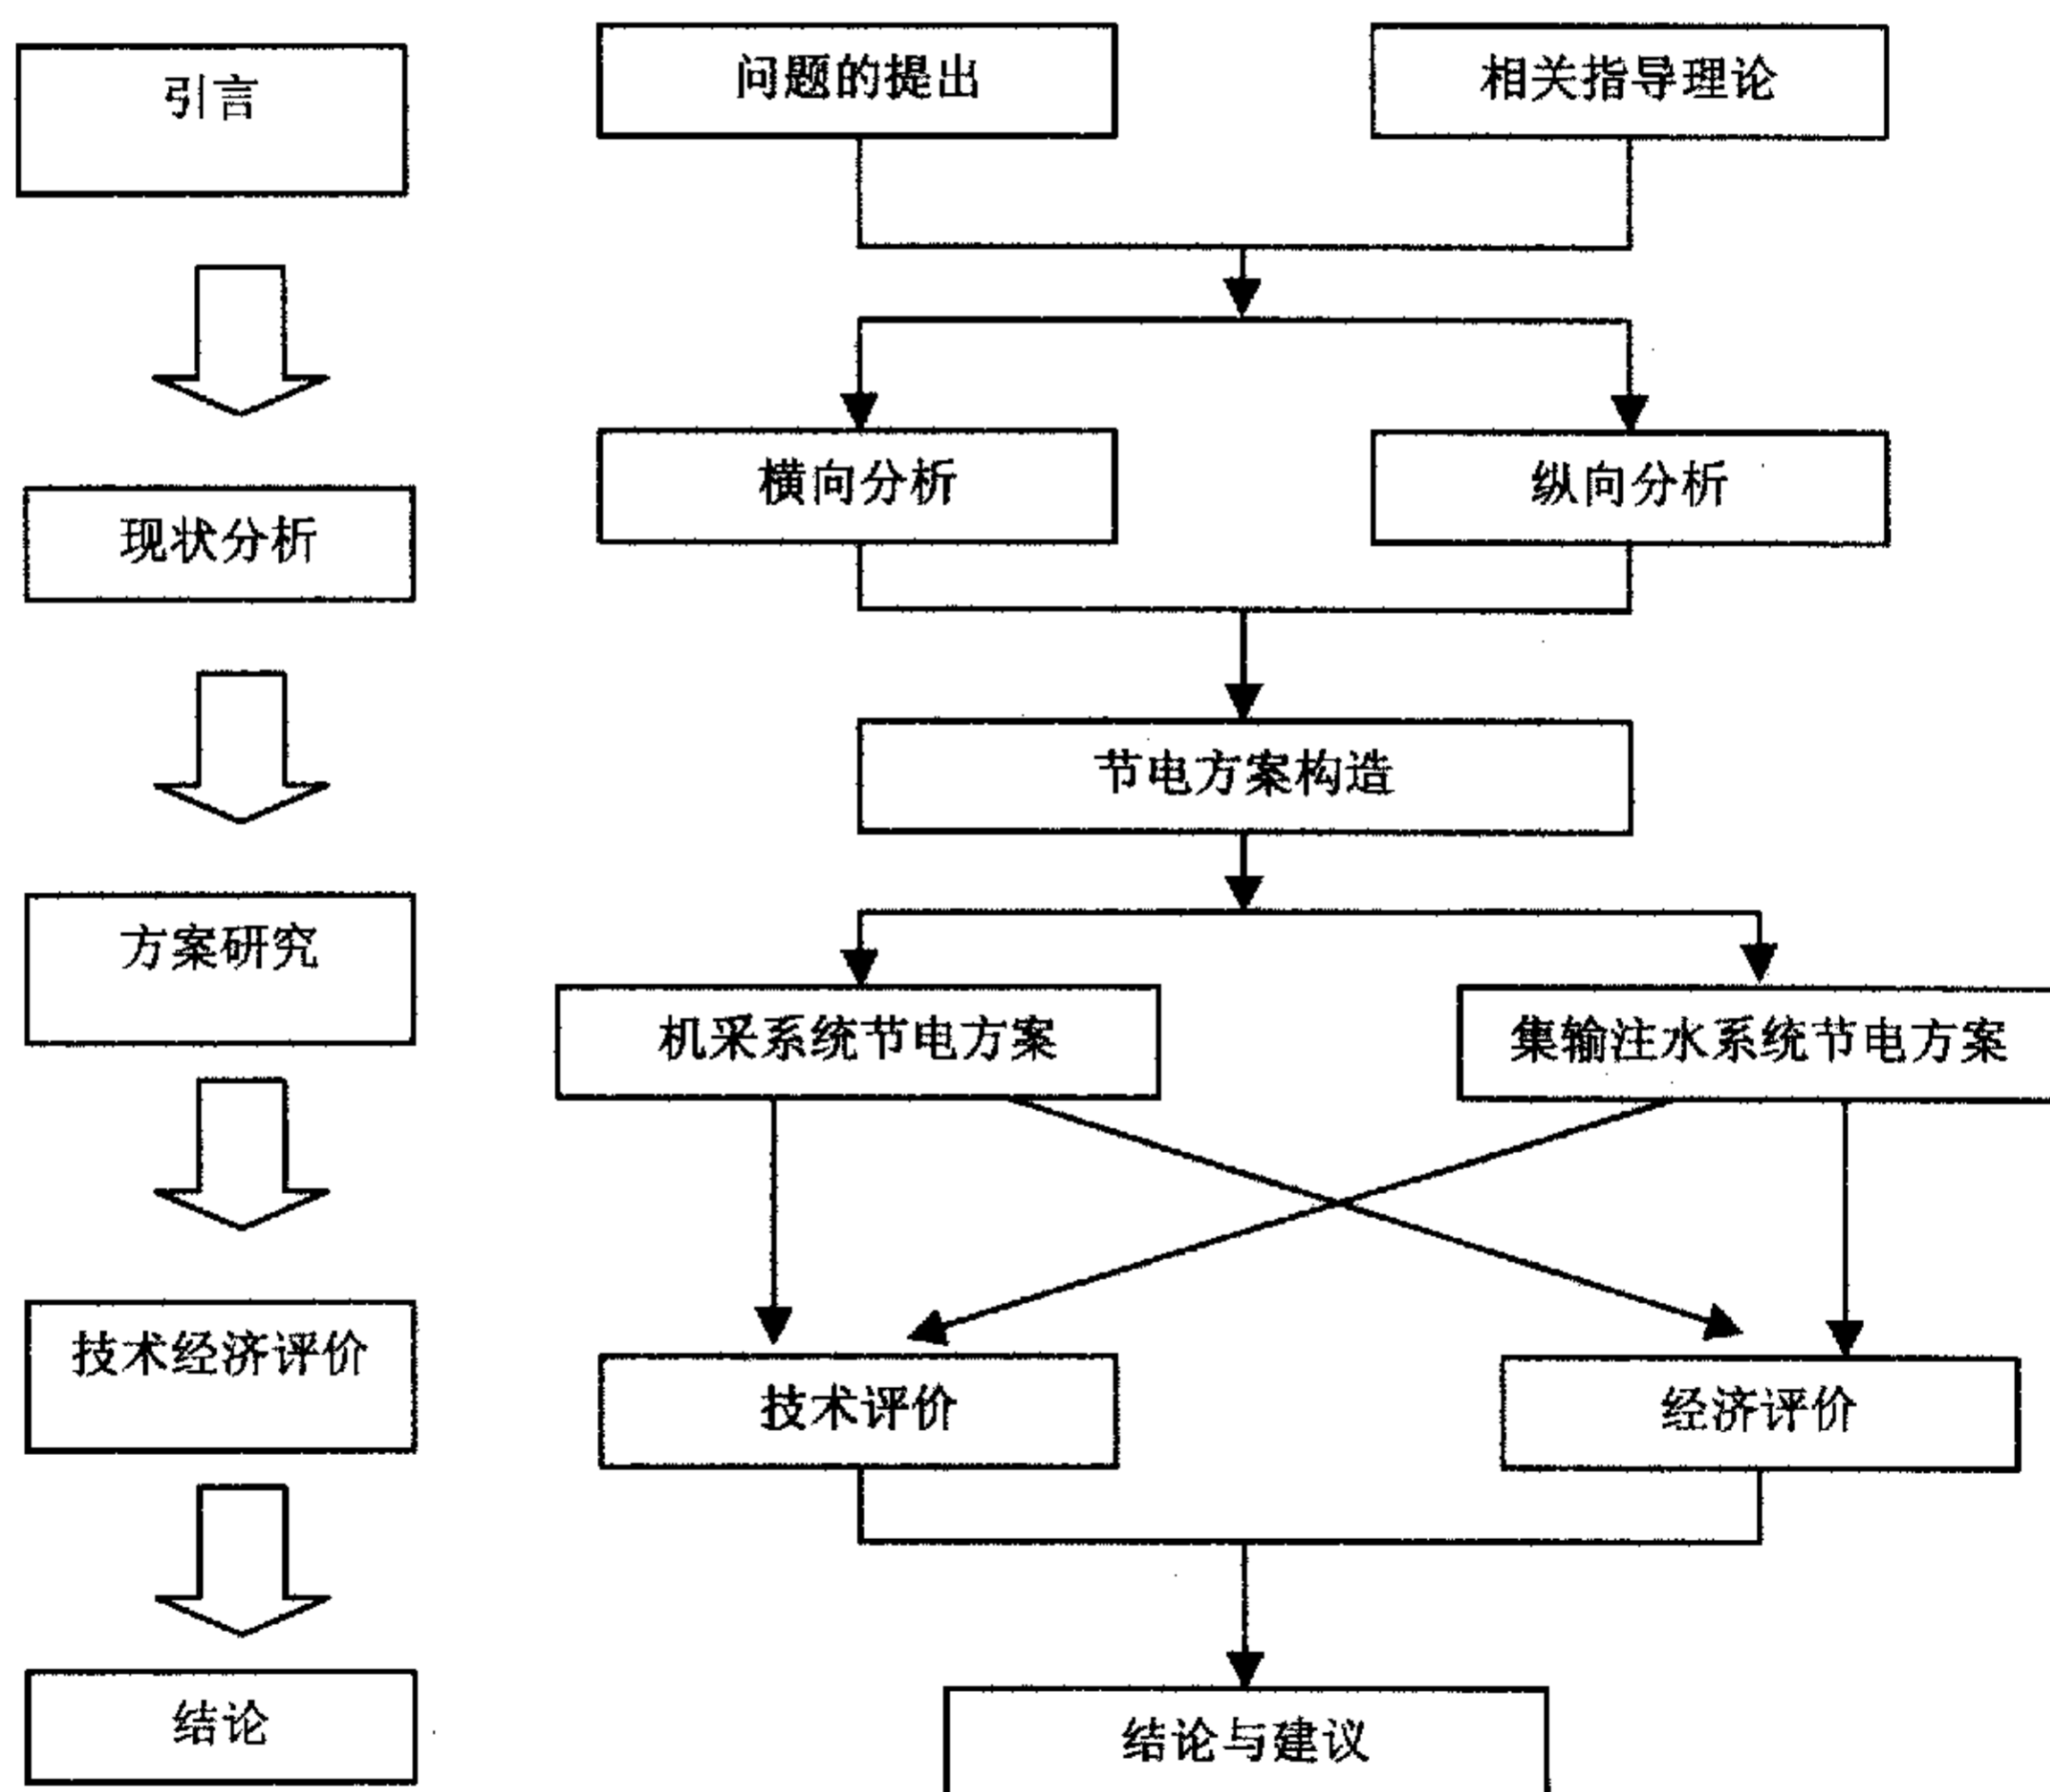 引言
问题的提出
相关指导理论
现状分析
横向分析
纵向分析
节电方案构造
方案研究
机采系统节电方案
集输注水系统节电方案
技术经济评价
技术评价
经济评价
结论
结论与建议